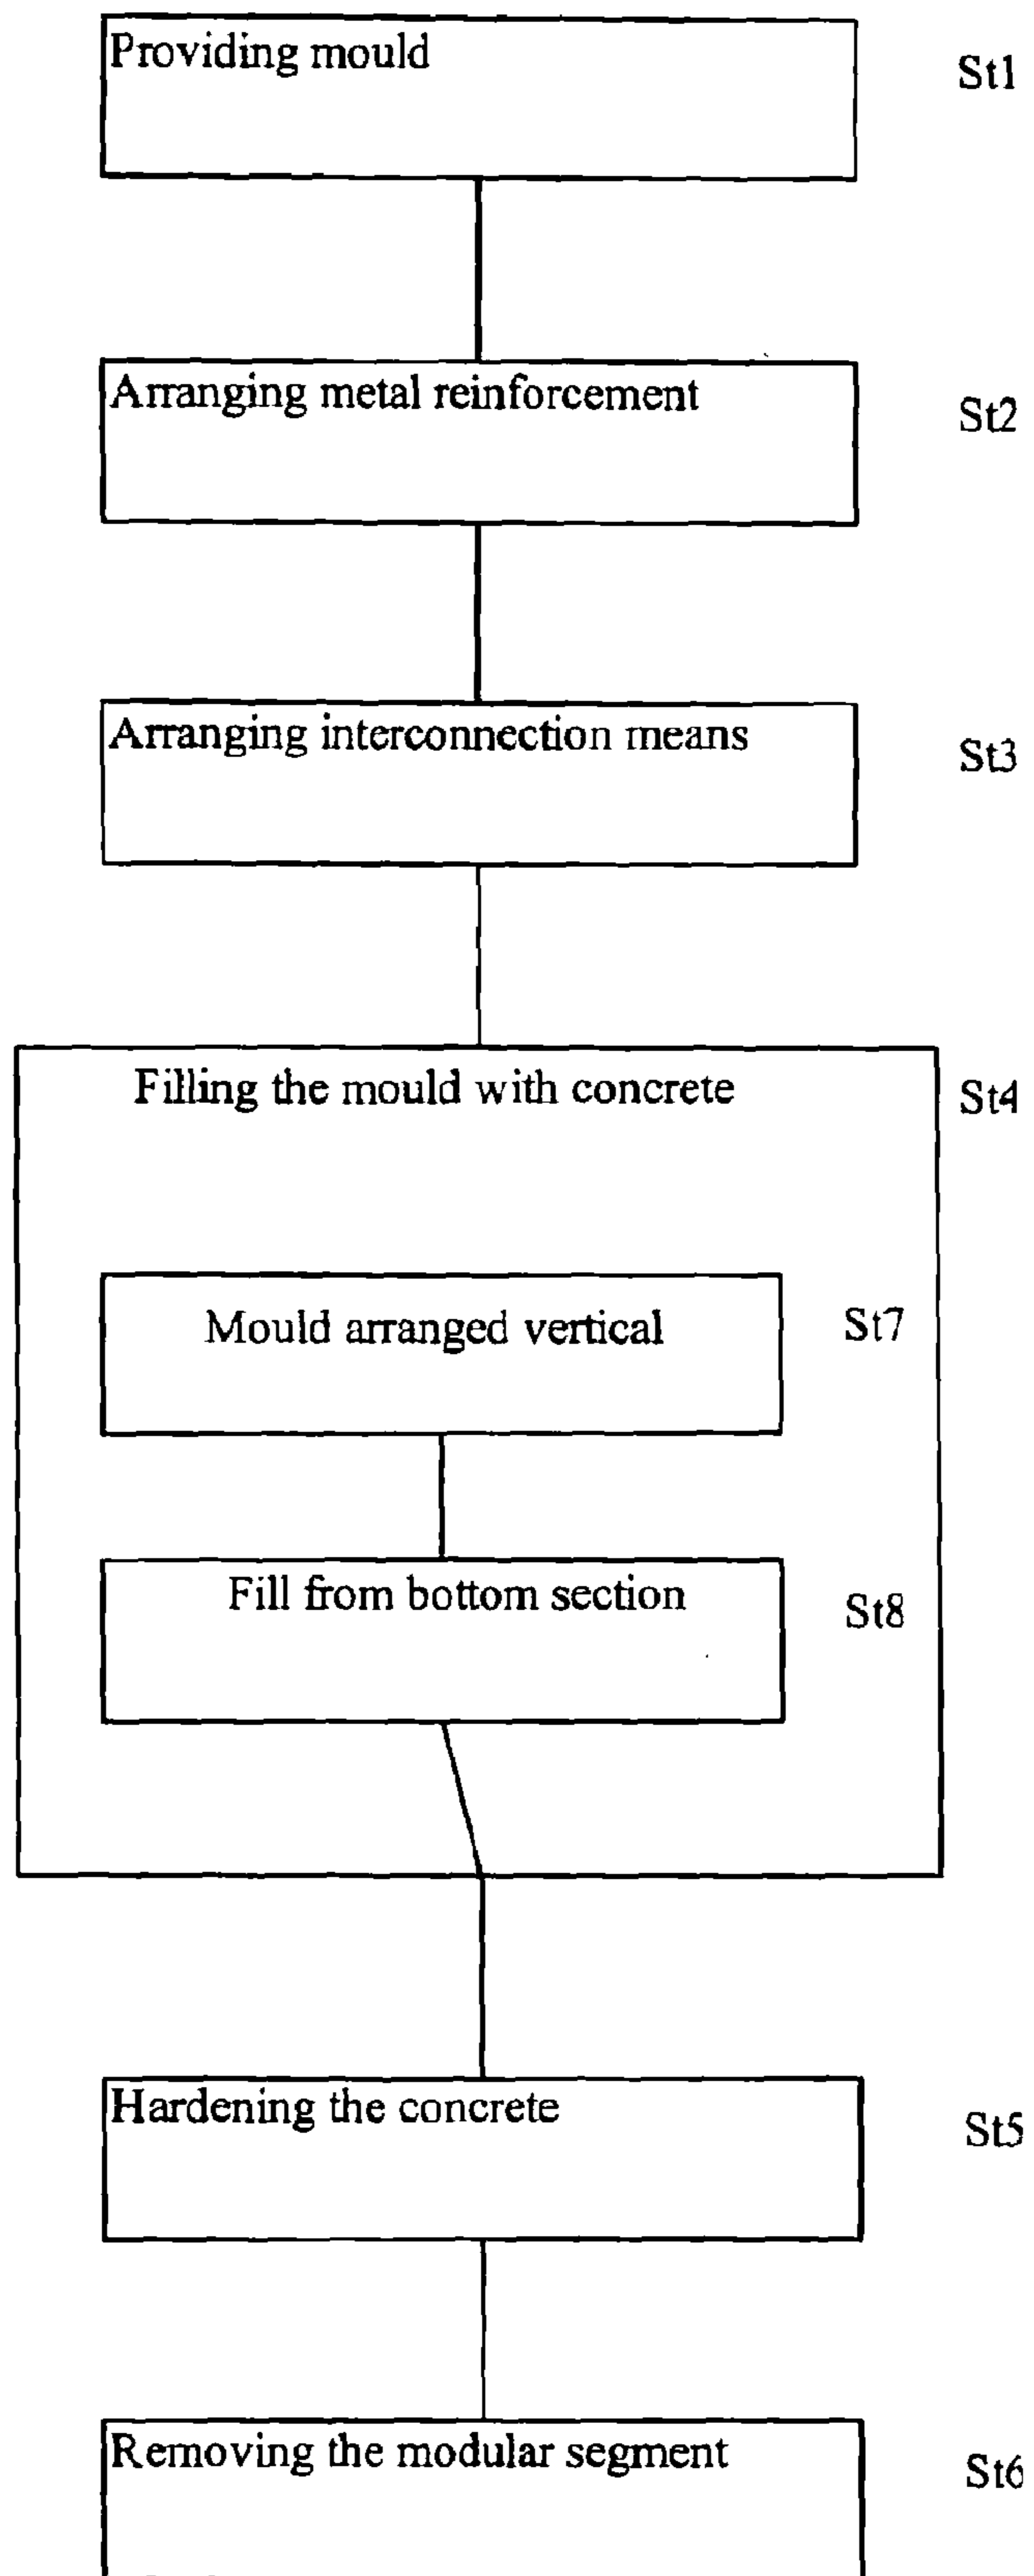 Providing mould
St1
Arranging metal reinforcement
St2
Arranging interconnection means
St3
Filling the mould with concrete
St4
Mould arranged vertical
St7
Fill from bottom section
St8
Hardening the concrete
St5
Removing the modular segment
St6